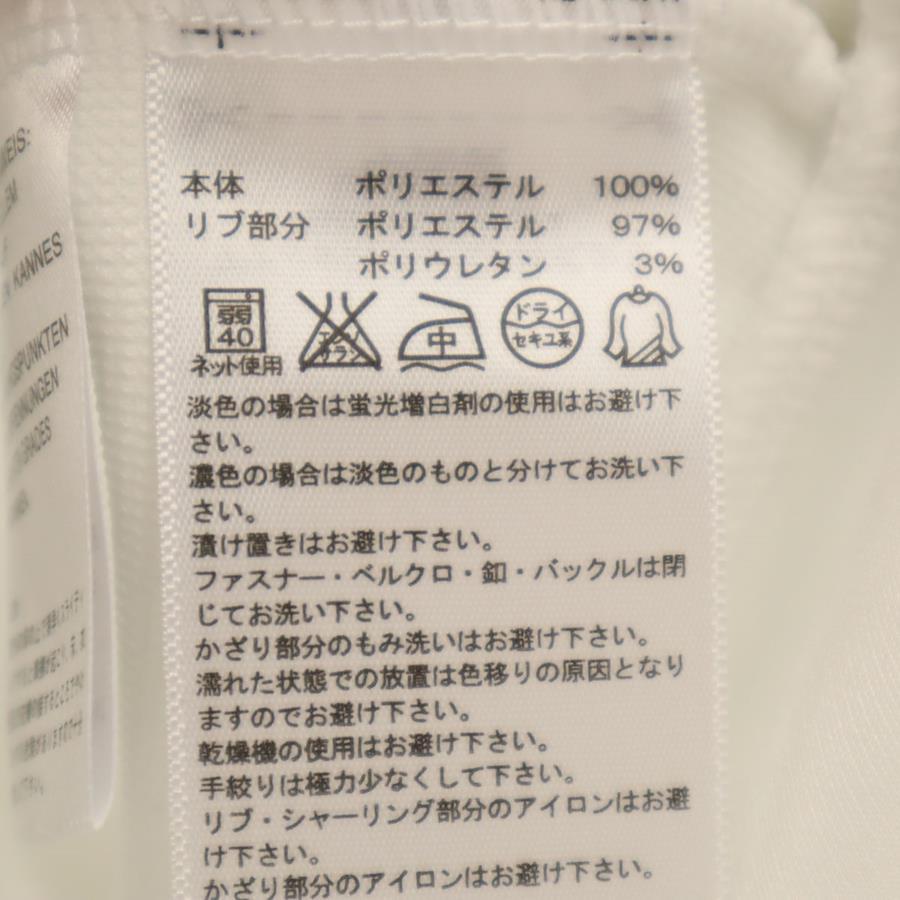 本体 ポリエステル 100%
リブ部分 ポリエステル 97%
ポリウレタン 3%
弱
40
ネット使用
エンソ
サラシ
中
ドライ
セキユ系
淡色の場合は蛍光増白剤の使用はお避け下
さい。
濃色の場合は淡色のものと分けてお洗い下
さい。
漬け置きはお避け下さい。
ファスナー・ベルクロ・釦・バックルは閉
じてお洗い下さい。
かざり部分のもみ洗いはお避け下さい。
濡れた状態での放置は色移りの原因となり
ますのでお避け下さい。
乾燥機の使用はお避け下さい。
手絞りは極力少なくして下さい。
リブ・シャーリング部分のアイロンはお避
け下さい。
かざり部分のアイロンはお避け下さい。
KANNES